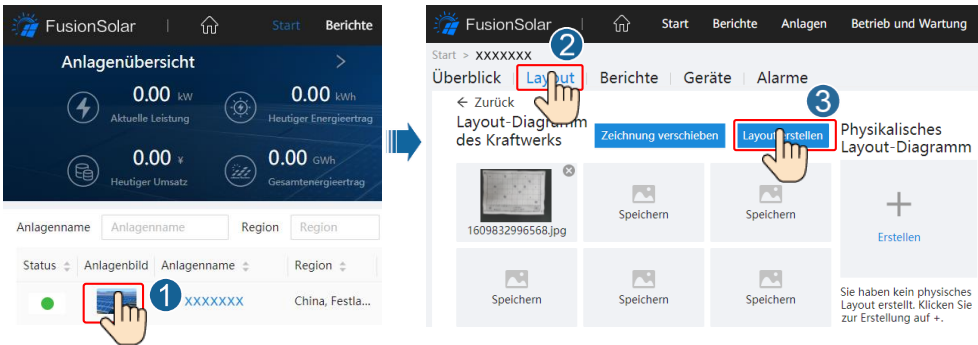 FusionSolar
Start
Berichte
Anlagenübersicht
>
0.00 kW
Aktuelle Leistung
0.00 kWh
Heutiger Energieertrag
0.00 ¥
Heutiger Umsatz
0.00 GWh
Gesamtenergieertrag
Anlagenname
Anlagenname
Region
Region
Status
Anlagenbild
Anlagenname
Region
1
XXXXXXX
China, Festla...
FusionSolar
Start
Berichte
Anlagen
Betrieb und Wartung
Start > XXXXXXX
2
Überblick
Layout
Berichte
Geräte
Alarme
← Zurück
3
Layout-Diagramm
des Kraftwerks
Zeichnung verschieben
Layout erstellen
Physikalisches
Layout-Diagramm
1609832996568.jpg
Speichern
Speichern
+
Erstellen
Speichern
Speichern
Speichern
Sie haben kein physisches
Layout erstellt. Klicken Sie
zur Erstellung auf +.